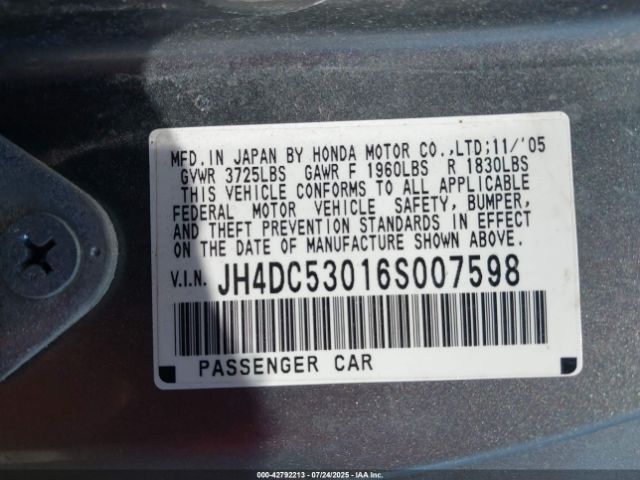 MFD. IN JAPAN BY HONDA MOTOR CO.,LTD;11/'05
GVWR 3725LBS GAWR F 1960LBS R 1830LBS
THIS VEHICLE CONFORMS TO ALL APPLICABLE
FEDERAL MOTOR VEHICLE SAFETY, BUMPER,
AND THEFT PREVENTION STANDARDS IN EFFECT
ON THE DATE OF MANUFACTURE SHOWN ABOVE.
V.I.N. JH4DC53016S007598
PASSENGER CAR
000-42792213 - 07/24/2025 - IAAI.COM